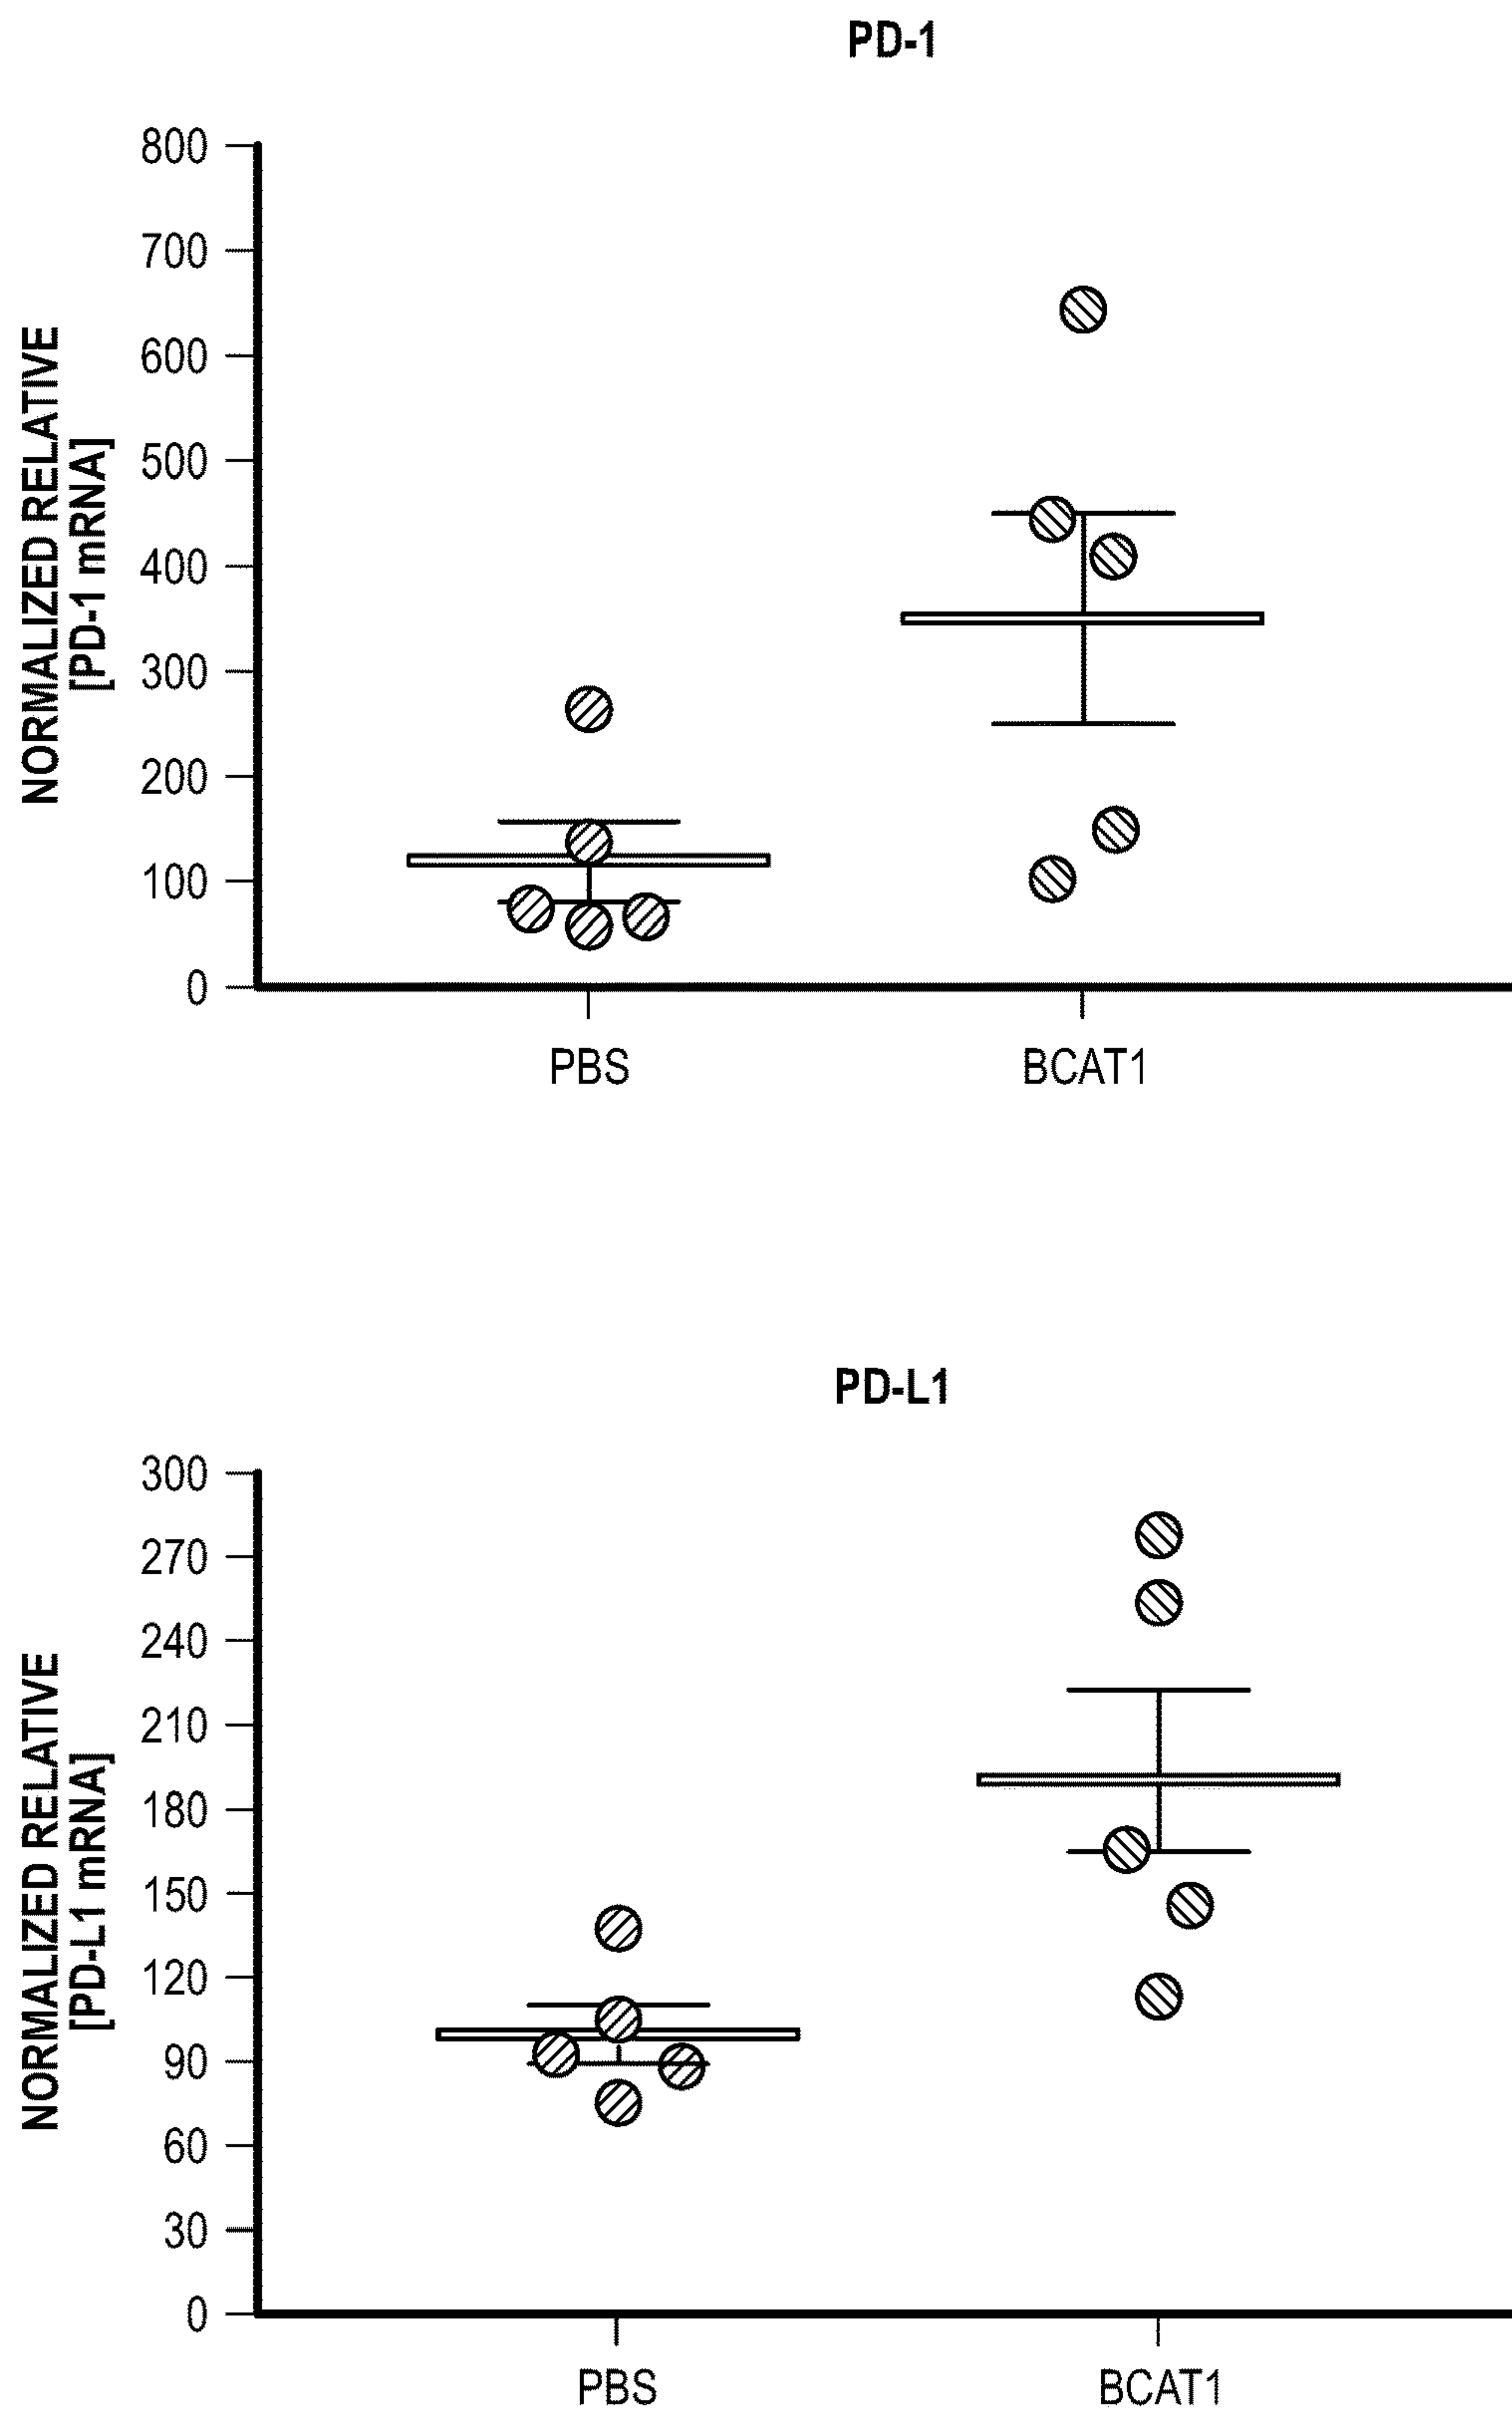 PD-1
NORMALIZED RELATIVE
[PD-1 mRNA]
800
700
600
500
400
300
200
100
0
PBS
BCAT1
PD-L1
NORMALIZED RELATIVE
[PD-L1 mRNA]
300
270
240
210
180
150
120
90
60
30
0
PBS
BCAT1